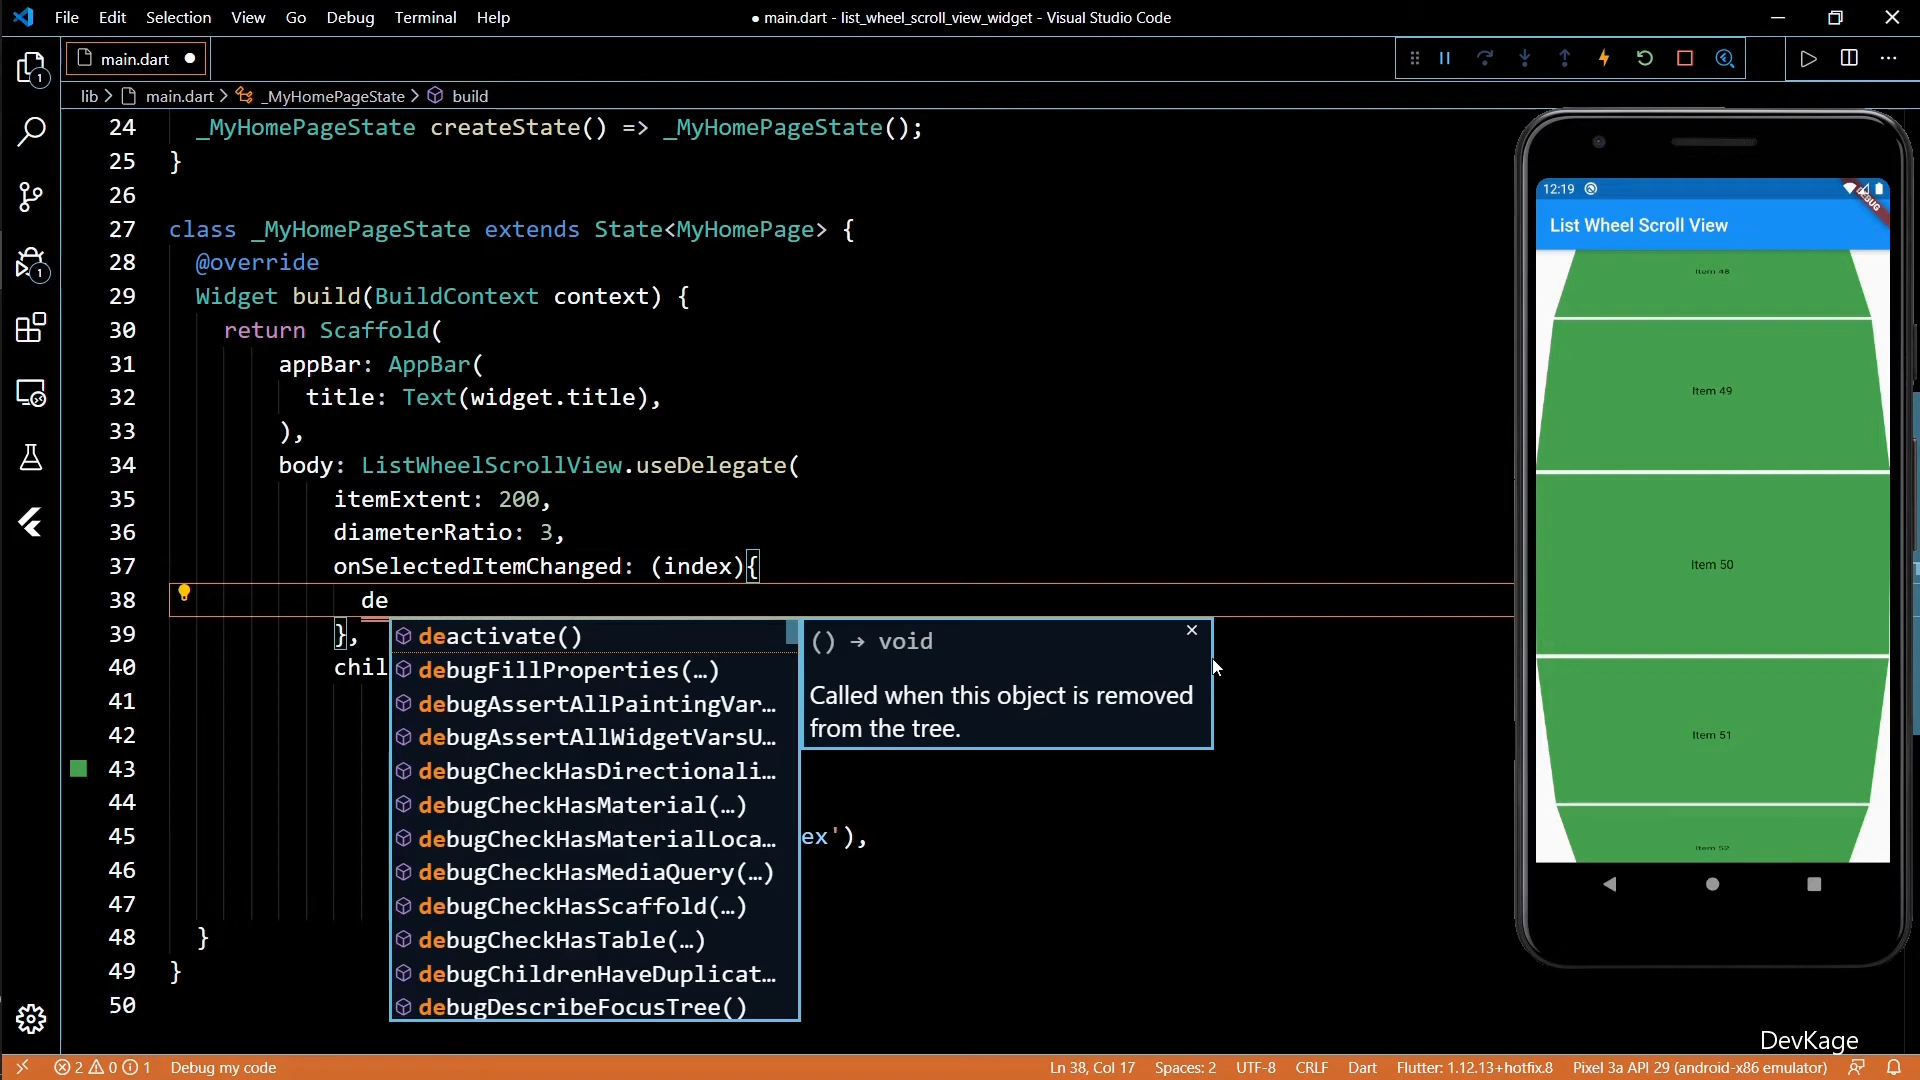 File Edit Selection View Go Debug Terminal Help
● main.dart - list_wheel_scroll_view_widget - Visual Studio Code
main.dart ●
lib > main.dart > _MyHomePageState > build
24 _MyHomePageState createState() => _MyHomePageState();
25 }
26
27 class _MyHomePageState extends State<MyHomePage> {
28 @override
29 Widget build(BuildContext context) {
30 return Scaffold(
31 appBar: AppBar(
32 title: Text(widget.title),
33 ),
34 body: ListWheelScrollView.useDelegate(
35 itemExtent: 200,
36 diameterRatio: 3,
37 onSelectedItemChanged: (index){
38 de
39 },
40 chil
41
42
43
44
45 ex'),
46
47
48 }
49 }
50
deactivate()
debugFillProperties(…)
debugAssertAllPaintingVar…
debugAssertAllWidgetVarsU…
debugCheckHasDirectionali…
debugCheckHasMaterial(…)
debugCheckHasMaterialLoca…
debugCheckHasMediaQuery(…)
debugCheckHasScaffold(…)
debugCheckHasTable(…)
debugChildrenHaveDuplicat…
debugDescribeFocusTree()
() → void
Called when this object is removed
from the tree.
12:19
DEBUG
List Wheel Scroll View
Item 48
Item 49
Item 50
Item 51
Item 52
1
1
DevKage
2 0 1 Debug my code
Ln 38, Col 17 Spaces: 2 UTF-8 CRLF Dart Flutter: 1.12.13+hotfix.8 Pixel 3a API 29 (android-x86 emulator)